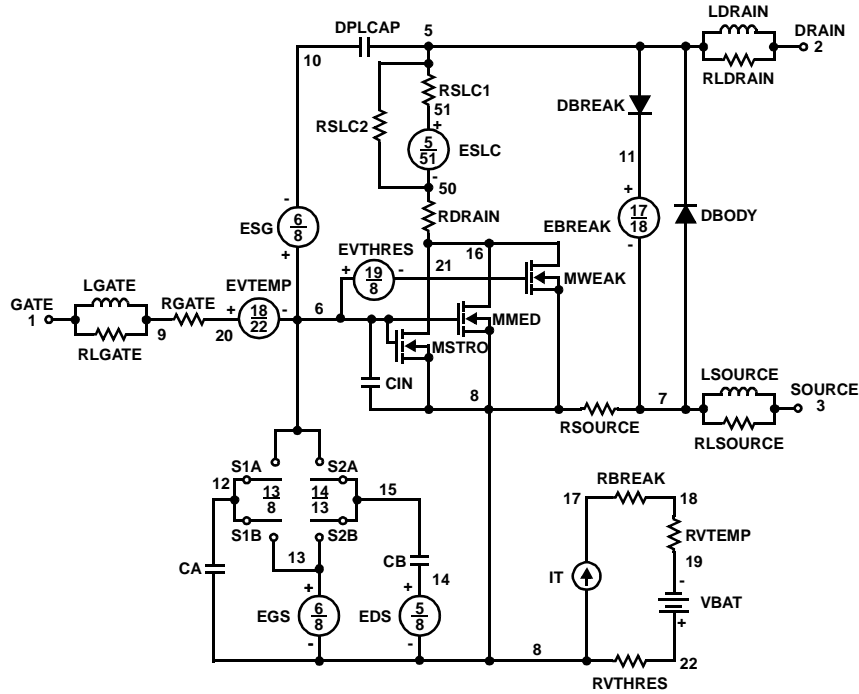 LDRAIN
DPLCAP 5 DRAIN
10 2
RLDRAIN
RSLC1
DBREAK
51
+
RSLC2
5
51
ESLC
11
-
50
-
+
17
18
DBODY
6
8
ESG
RDRAIN
EBREAK
+
EVTHRES
16
-
+ 19
8 - 21
MWEAK
LGATE
EVTEMP
GATE
RGATE
+ 18
22 -
6
MMED
1
9 20
RLGATE
MSTRO
LSOURCE
CIN
8
7
SOURCE
3
RSOURCE
RLSOURCE
S1A S2A
12
13
8
14
13
15
RBREAK
17 18
S1B S2B
RVTEMP
13
CB
19
CA
14
IT
-
+ +
VBAT
EGS 6
8
EDS 5
8
+
- -
8
22
RVTHRES